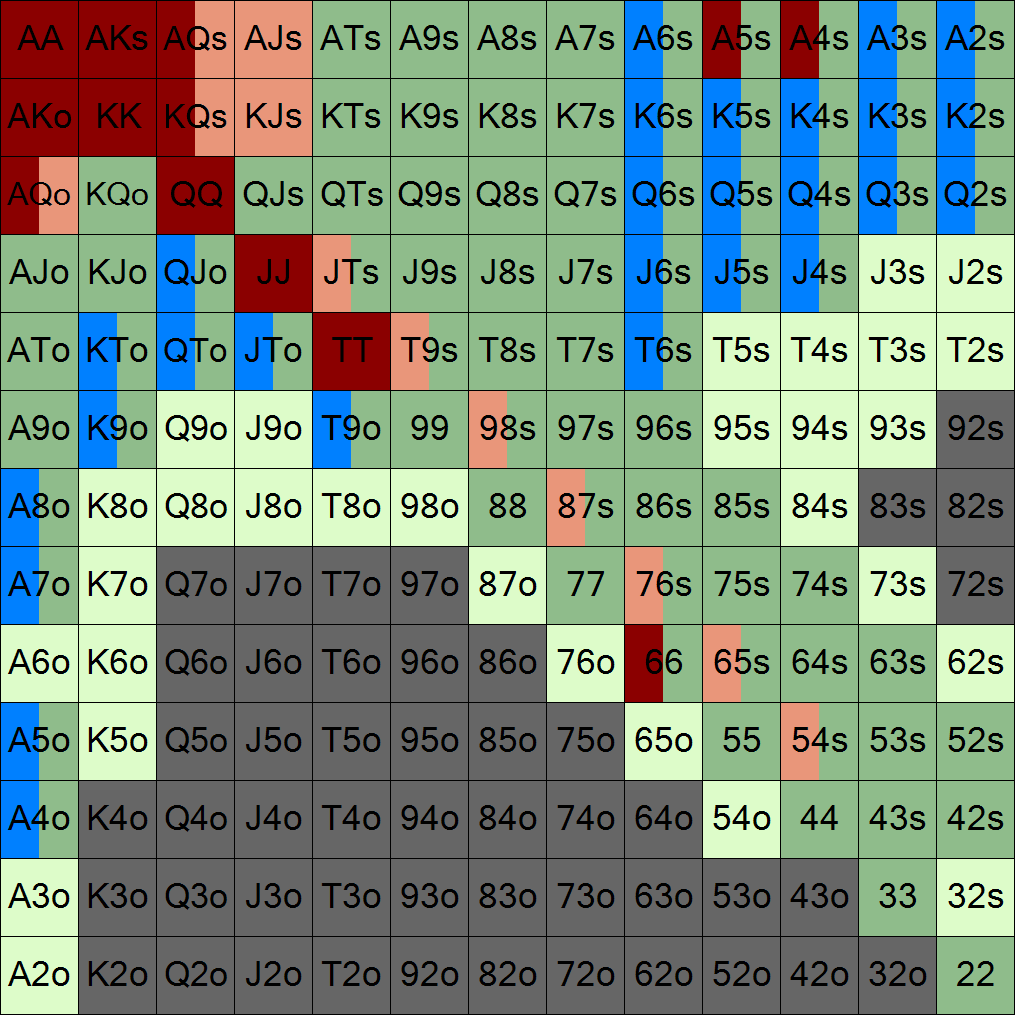 AA AKs AQs AJs ATs A9s A8s A7s A6s A5s A4s A3s A2s
AKo KK KQs KJs KTs K9s K8s K7s K6s K5s K4s K3s K2s
AQo KQo QQ QJs QTs Q9s Q8s Q7s Q6s Q5s Q4s Q3s Q2s
AJo KJo QJo JJ JTs J9s J8s J7s J6s J5s J4s J3s J2s
ATo KTo QTo JTo TT T9s T8s T7s T6s T5s T4s T3s T2s
A9o K9o Q9o J9o T9o 99 98s 97s 96s 95s 94s 93s 92s
A8o K8o Q8o J8o T8o 98o 88 87s 86s 85s 84s 83s 82s
A7o K7o Q7o J7o T7o 97o 87o 77 76s 75s 74s 73s 72s
A6o K6o Q6o J6o T6o 96o 86o 76o 66 65s 64s 63s 62s
A5o K5o Q5o J5o T5o 95o 85o 75o 65o 55 54s 53s 52s
A4o K4o Q4o J4o T4o 94o 84o 74o 64o 54o 44 43s 42s
A3o K3o Q3o J3o T3o 93o 83o 73o 63o 53o 43o 33 32s
A2o K2o Q2o J2o T2o 92o 82o 72o 62o 52o 42o 32o 22